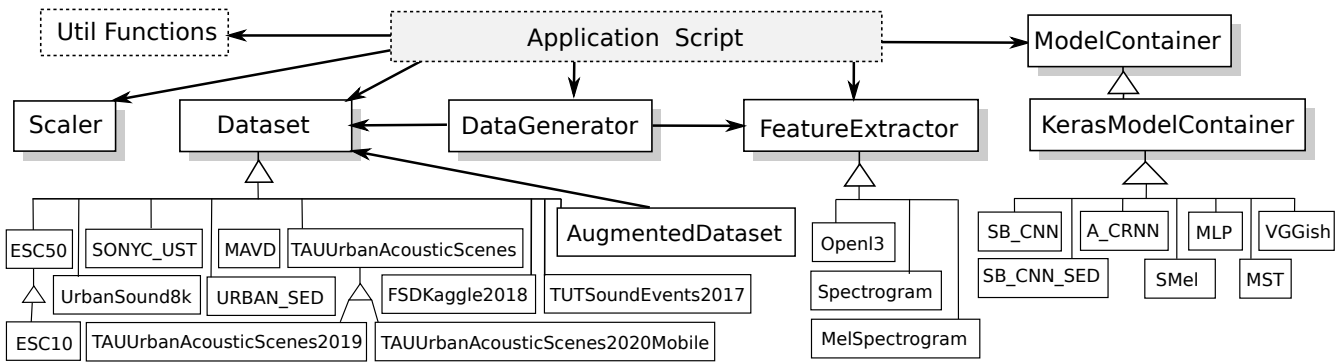 Util Functions
Application Script
ModelContainer
Scaler
Dataset
DataGenerator
FeatureExtractor
KerasModelContainer
AugmentedDataset
ESC50
SONYC_UST
MAVD
TAUUrbanAcousticScenes
UrbanSound8k
URBAN_SED
FSDKaggle2018
TUTSoundEvents2017
ESC10
TAUUrbanAcousticScenes2019
TAUUrbanAcousticScenes2020Mobile
Openl3
Spectrogram
MelSpectrogram
SB_CNN
A_CRNN
MLP
VGGish
SB_CNN_SED
SMel
MST